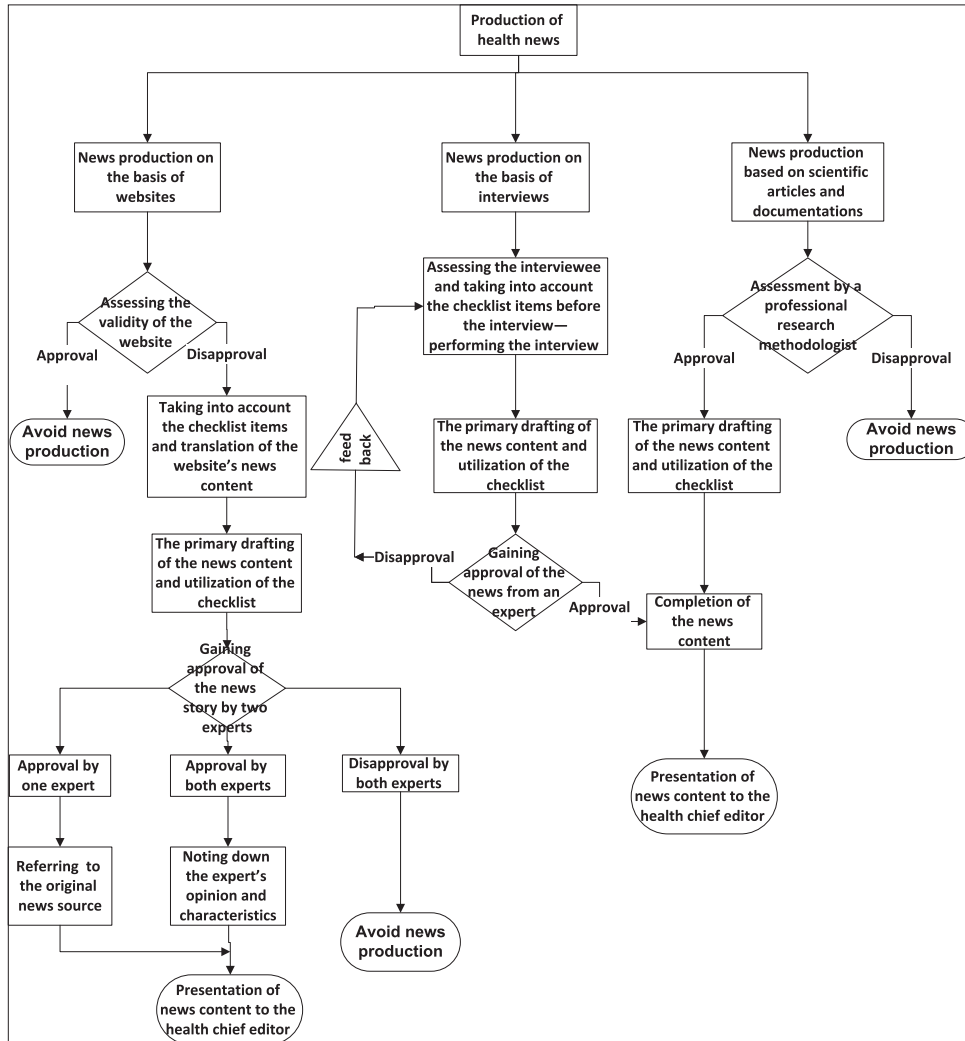 Production of
health news
News production on
the basis of
websites
News production on
the basis of
interviews
News production
based on scientific
articles and
documentations
Assessing the
validity of the
website
Approval
Disapproval
Avoid news
production
Taking into account
the checklist items
and translation of the
website's news
content
The primary drafting
of the news content
and utilization of the
checklist
Gaining
approval of
the news
story by two
experts
Approval by
one expert
Approval by
both experts
Disapproval by
both experts
Referring to
the original
news source
Noting down
the expert's
opinion and
characteristics
Avoid news
production
Presentation of
news content to the
health chief editor
Assessing the interviewee
and taking into account
the checklist items before
the interview—
performing the interview
feed
back
The primary drafting of
the news content and
utilization of the
checklist
Disapproval
Gaining
approval of the
news from an
expert
Approval
Assessment by a
professional
research
methodologist
Approval
Disapproval
Avoid news
production
The primary drafting
of the news content
and utilization of the
checklist
Completion of
the news
content
Presentation of
news content to the
health chief editor